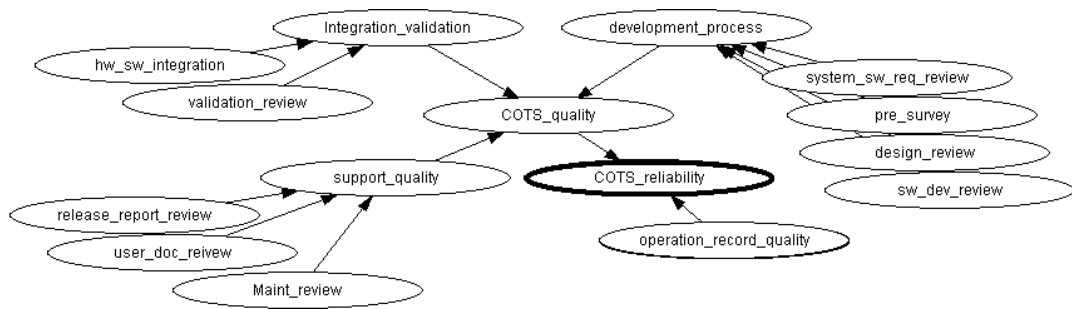 Integration_validation
development_process
hw_sw_integration
system_sw_req_review
validation_review
COTS_quality
pre_survey
design_review
support_quality
COTS_reliability
sw_dev_review
release_report_review
operation_record_quality
user_doc_reivew
Maint_review